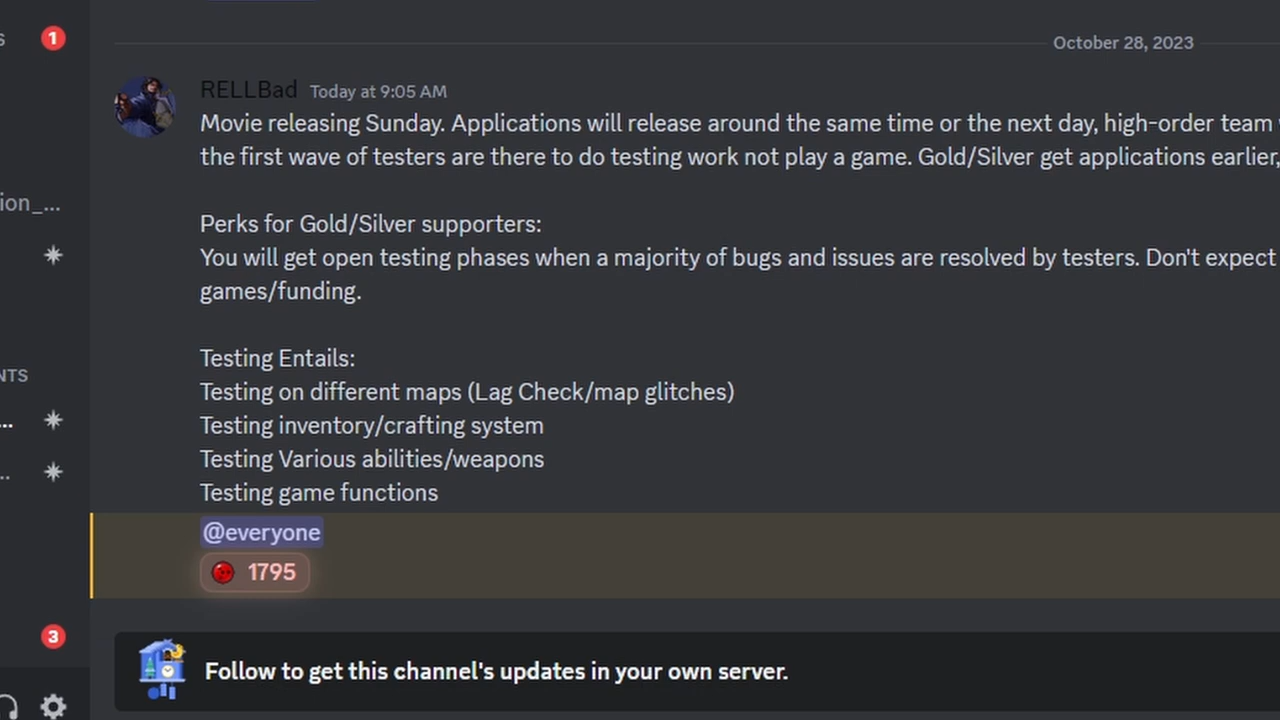 S
1
October 28, 2023
RELLBad Today at 9:05 AM
Movie releasing Sunday. Applications will release around the same time or the next day, high-order team
the first wave of testers are there to do testing work not play a game. Gold/Silver get applications earlier,
ion_...
Perks for Gold/Silver supporters:
You will get open testing phases when a majority of bugs and issues are resolved by testers. Don't expect
games/funding.
Testing Entails:
NTS
Testing on different maps (Lag Check/map glitches)
...
Testing inventory/crafting system
Testing Various abilities/weapons
..
Testing game functions
@everyone
1795
3
Follow to get this channel's updates in your own server.